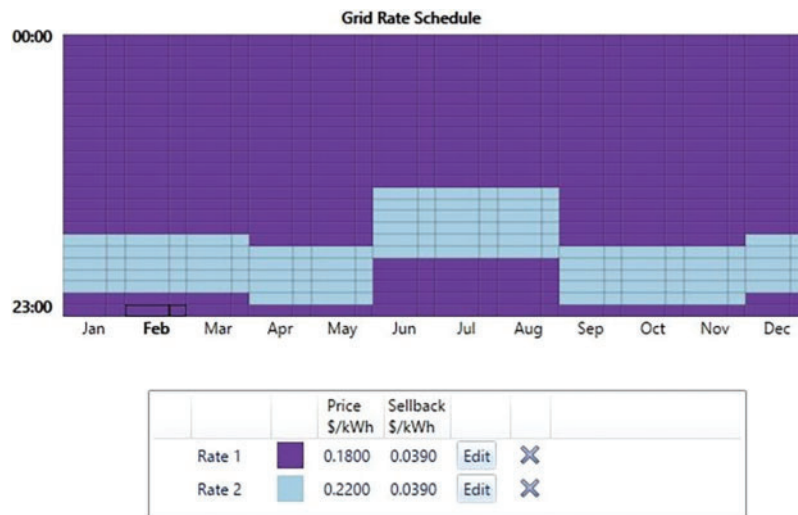 Grid Rate Schedule
00:00
23:00
Jan Feb Mar Apr May Jun Jul Aug Sep Oct Nov Dec
Price Sellback
$/kWh $/kWh
Rate 1 0.1800 0.0390 Edit
Rate 2 0.2200 0.0390 Edit